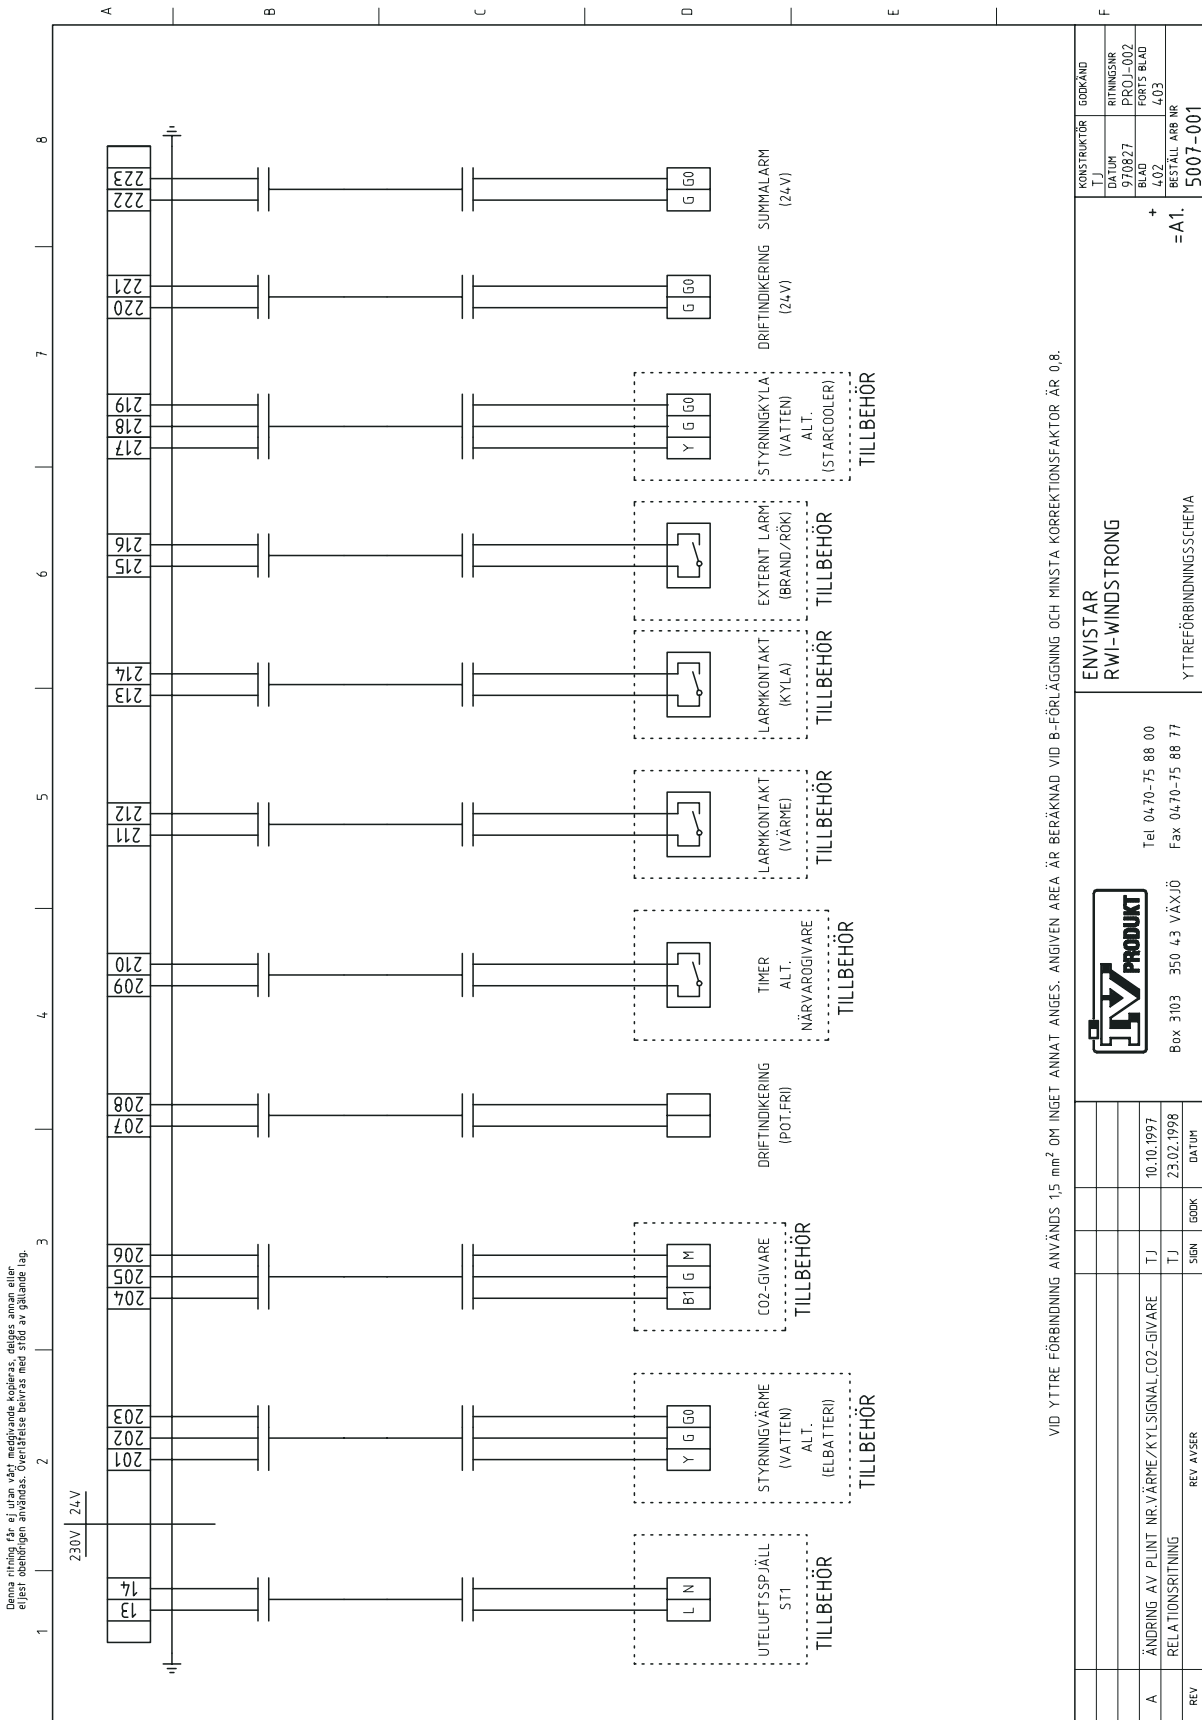 Denna ritning får ej utan vårt medgivande kopieras, delges annan eller
eljest obehörigen användas. Överträfelse beivras med stöd av gällande lag.
1 2 3 4 5 6 7 8
A
B
C
D
E
F
230V 24V
13 14 201 202 203 204 205 206 207 208 209 210 211 212 213 214 215 216 217 218 219 220 221 222 223
L N
UTELUFTSSPJÄLL
ST1
TILLBEHÖR
Y G G0
STYRNINGVÄRME
(VATTEN)
ALT.
(ELBATTERI)
TILLBEHÖR
B1 G M
CO2-GIVARE
TILLBEHÖR
DRIFTINDIKERING
(POT.FRI)
TIMER
ALT.
NÄRVAROGIVARE
TILLBEHÖR
LARMKONTAKT
(VÄRME)
TILLBEHÖR
LARMKONTAKT
(KYLA)
TILLBEHÖR
EXTERNT LARM
(BRAND/RÖK)
TILLBEHÖR
Y G G0
STYRNINGKYLA
(VATTEN)
ALT.
(STARCOOLER)
TILLBEHÖR
G G0
DRIFTINDIKERING
(24V)
G G0
SUMMALARM
(24V)
VID YTTRE FÖRBINDNING ANVÄNDS 1,5 mm² OM INGET ANNAT ANGES. ANGIVEN AREA ÄR BERÄKNAD VID B-FÖRLÄGGNING OCH MINSTA KORREKTIONSFAKTOR ÄR 0,8.
A ÄNDRING AV PLINT NR.VÄRME/KYLSIGNAL,CO2-GIVARE TJ 10.10.1997
RELATIONSRITNING TJ 23.02.1998
REV REV AVSER SIGN GODK DATUM
IV PRODUKT
Tel 0470-75 88 00
Box 3103 350 43 VÄXJÖ Fax 0470-75 88 77
ENVISTAR
RWI-WINDSTRONG
YTTREFÖRBINDNINGSSCHEMA
+
=A1.
KONSTRUKTÖR GODKÄND
TJ
DATUM RITNINGSNR
970827 PROJ-002
BLAD FORTS BLAD
402 403
BESTÄLL ARB NR
5007-001